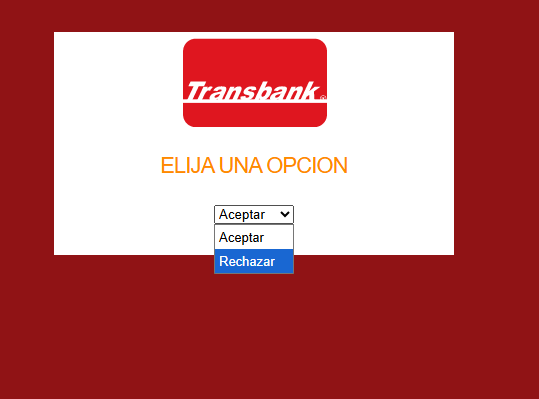 Transbank®
ELIJA UNA OPCION
Aceptar
Aceptar
Rechazar